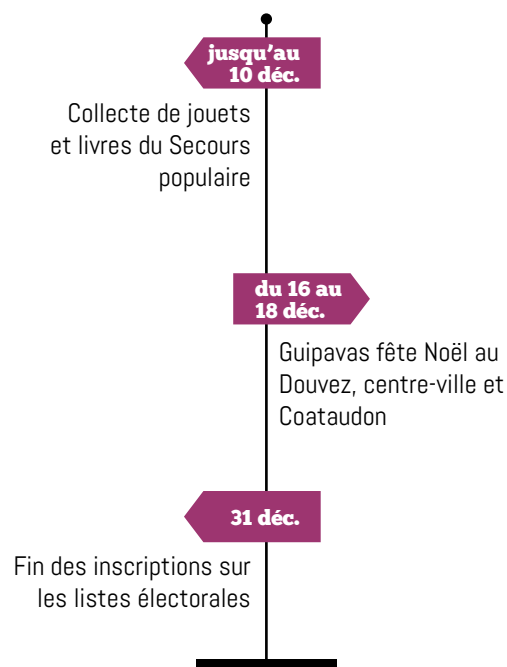 jusqu'au
10 déc.
Collecte de jouets
et livres du Secours
populaire
du 16 au
18 déc.
Guipavas fête Noël au
Douvez, centre-ville et
Coataudon
31 déc.
Fin des inscriptions sur
les listes électorales